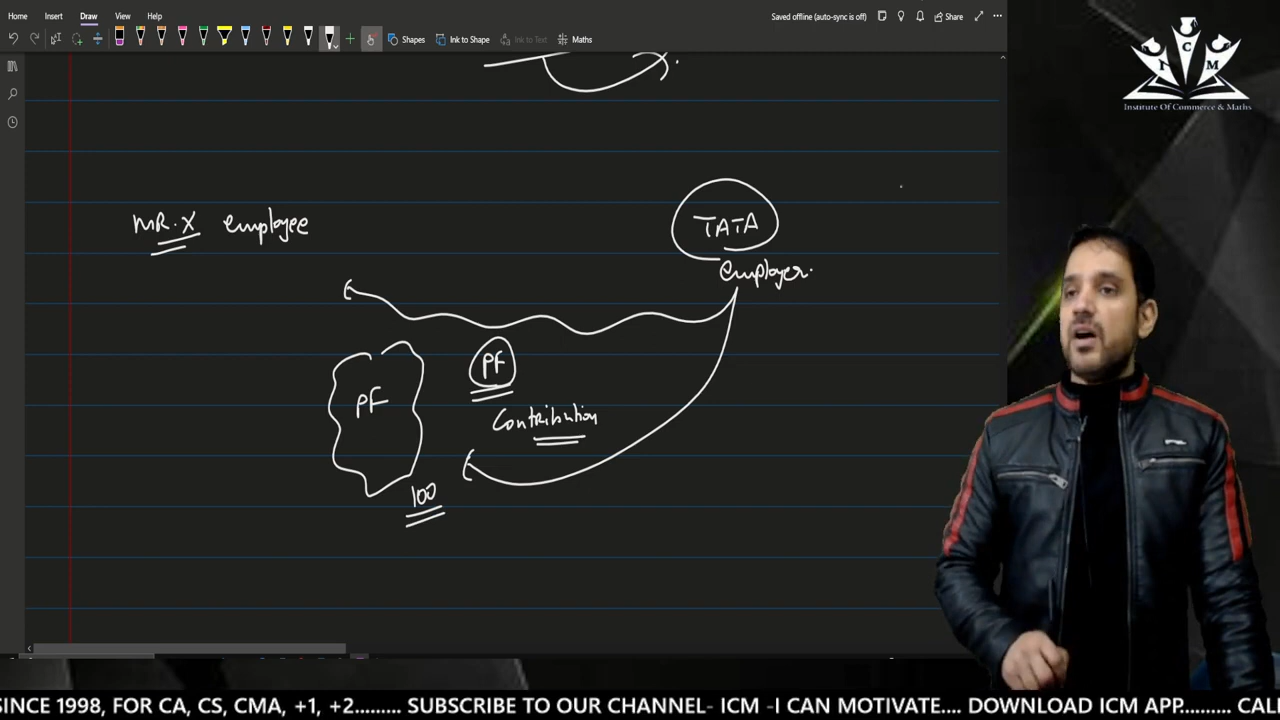 Home Insert Draw View Help
Saved offline (auto-sync is off) Share
Shapes Ink to Shape Ink to Text Maths
I C M
Institute Of Commerce & Maths
MR.X employee
TATA
employer.
PF
PF
Contribution
100
SINCE 1998, FOR CA, CS, CMA, +1, +2......... SUBSCRIBE TO OUR CHANNEL- ICM -I CAN MOTIVATE.... DOWNLOAD ICM APP......... CALL